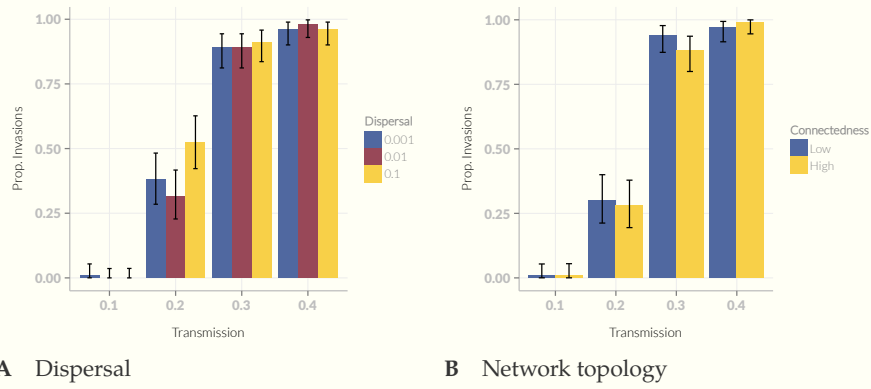 1.00
0.75
0.50
0.25
0.00
Prop. Invasions
0.1 0.2 0.3 0.4
Transmission
Dispersal
0.001
0.01
0.1
A Dispersal
1.00
0.75
0.50
0.25
0.00
Prop. Invasions
0.1 0.2 0.3 0.4
Transmission
Connectedness
Low
High
B Network topology